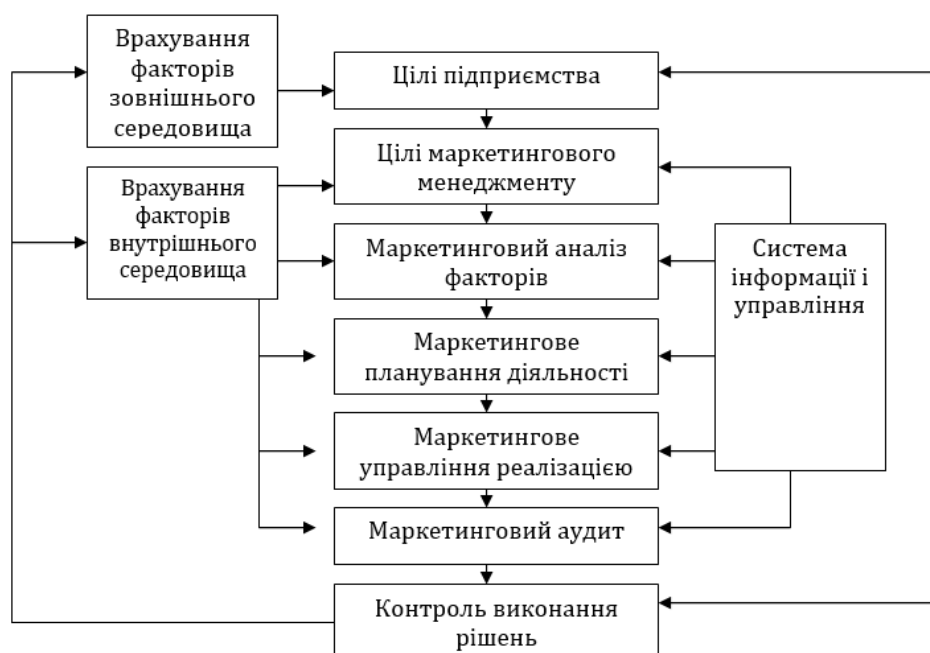 Врахування
факторів
зовнішнього
середовища
Цілі підприємства
Цілі маркетингового
менеджменту
Врахування
факторів
внутрішнього
середовища
Маркетинговий аналіз
факторів
Система
інформації і
управління
Маркетингове
планування діяльності
Маркетингове
управління реалізацією
Маркетинговий аудит
Контроль виконання
рішень